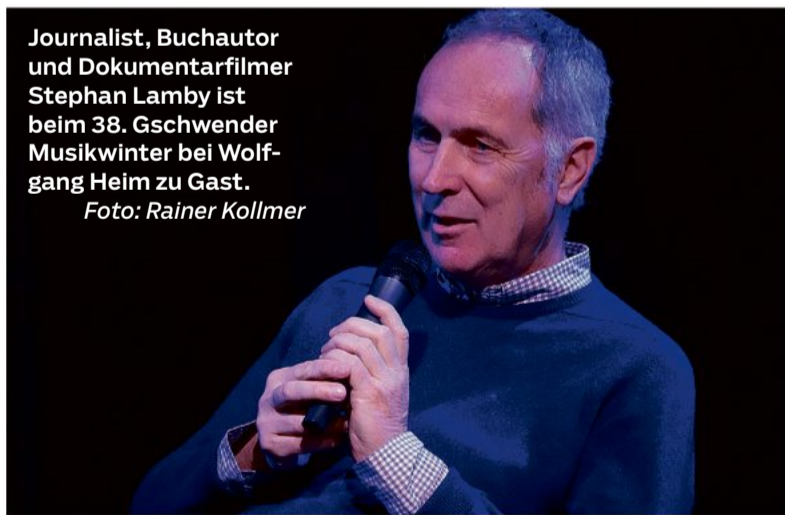 Journalist, Buchautor
und Dokumentarfilmer
Stephan Lamby ist
beim 38. Gschwender
Musikwinter bei Wolf-
gang Heim zu Gast.
Foto: Rainer Kollmer